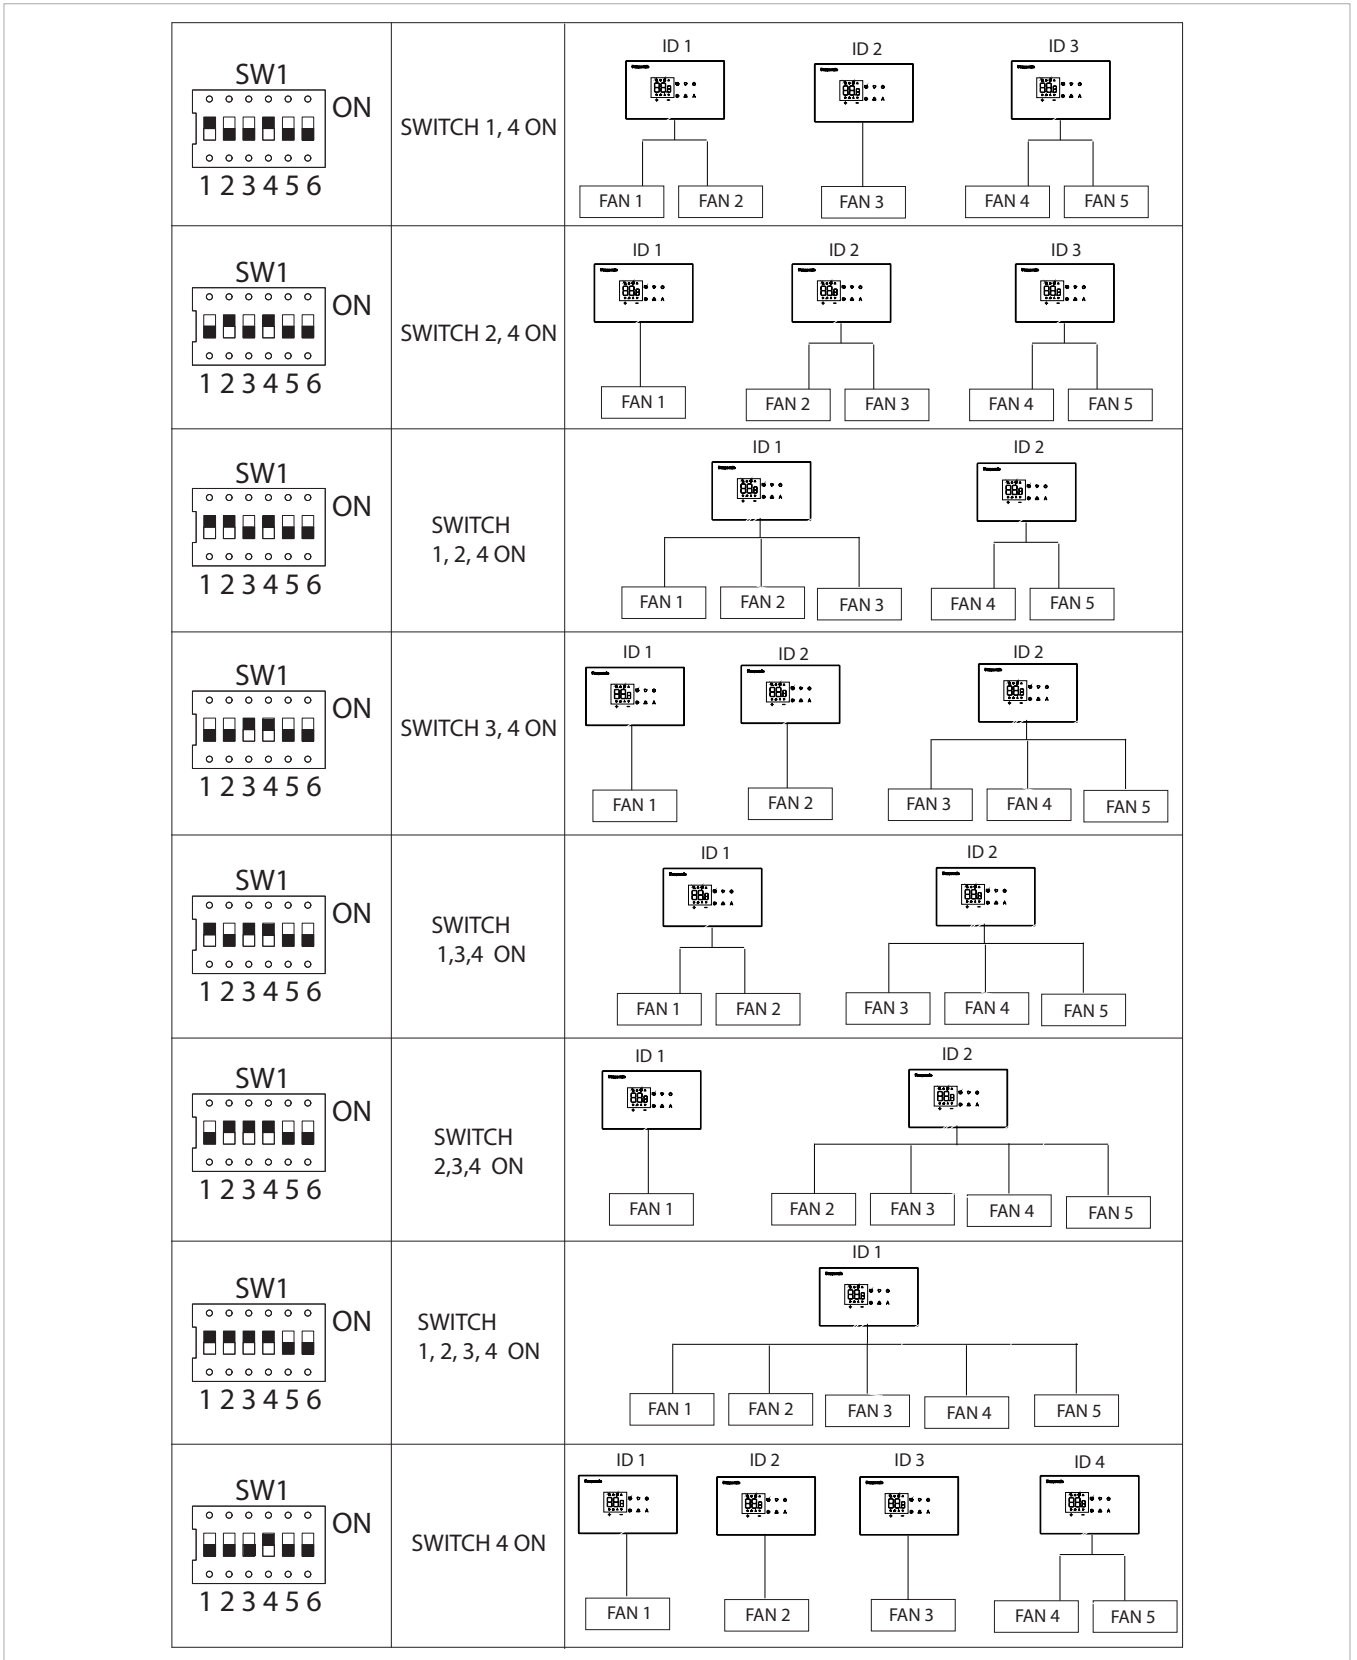 SW1
ON
1 2 3 4 5 6
SWITCH 1, 4 ON
ID 1
ID 2
ID 3
FAN 1
FAN 2
FAN 3
FAN 4
FAN 5
SW1
ON
1 2 3 4 5 6
SWITCH 2, 4 ON
ID 1
ID 2
ID 3
FAN 1
FAN 2
FAN 3
FAN 4
FAN 5
SW1
ON
1 2 3 4 5 6
SWITCH
1, 2, 4 ON
ID 1
ID 2
FAN 1
FAN 2
FAN 3
FAN 4
FAN 5
SW1
ON
1 2 3 4 5 6
SWITCH 3, 4 ON
ID 1
ID 2
ID 2
FAN 1
FAN 2
FAN 3
FAN 4
FAN 5
SW1
ON
1 2 3 4 5 6
SWITCH
1,3,4 ON
ID 1
ID 2
FAN 1
FAN 2
FAN 3
FAN 4
FAN 5
SW1
ON
1 2 3 4 5 6
SWITCH
2,3,4 ON
ID 1
ID 2
FAN 1
FAN 2
FAN 3
FAN 4
FAN 5
SW1
ON
1 2 3 4 5 6
SWITCH
1, 2, 3, 4 ON
ID 1
FAN 1
FAN 2
FAN 3
FAN 4
FAN 5
SW1
ON
1 2 3 4 5 6
SWITCH 4 ON
ID 1
ID 2
ID 3
ID 4
FAN 1
FAN 2
FAN 3
FAN 4
FAN 5